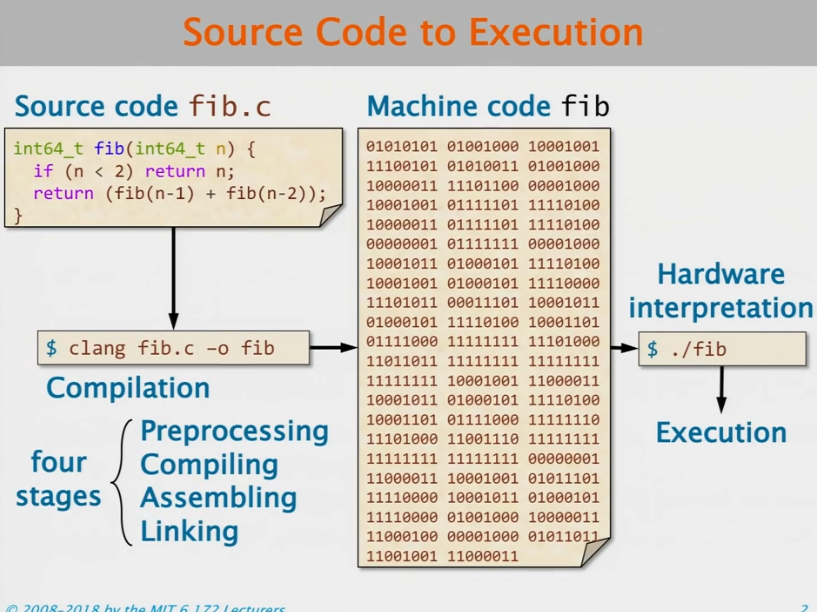 Source Code to Execution
Source code fib.c
int64_t fib(int64_t n) {
if (n < 2) return n;
return (fib(n-1) + fib(n-2));
}
$ clang fib.c –o fib
Compilation
four
stages
Preprocessing
Compiling
Assembling
Linking
Machine code fib
01010101 01001000 10001001
11100101 01010011 01001000
10000011 11101100 00001000
10001001 01111101 11110100
10000011 01111101 11110100
00000001 01111111 00001000
10001011 01000101 11110100
10001001 01000101 11110000
11101011 00011101 10001011
01000101 11110100 10001101
01111000 11111111 11101000
11011011 11111111 11111111
11111111 10001001 11000011
10001011 01000101 11110100
10001101 01111000 11111110
11101000 11001110 11111111
11111111 11111111 00000001
11000011 10001001 01011101
11110000 10001011 01000101
11110000 01001000 10000011
11000100 00001000 01011011
11001001 11000011
Hardware
interpretation
$ ./fib
Execution
© 2008–2018 by the MIT 6.172 Lecturers
2